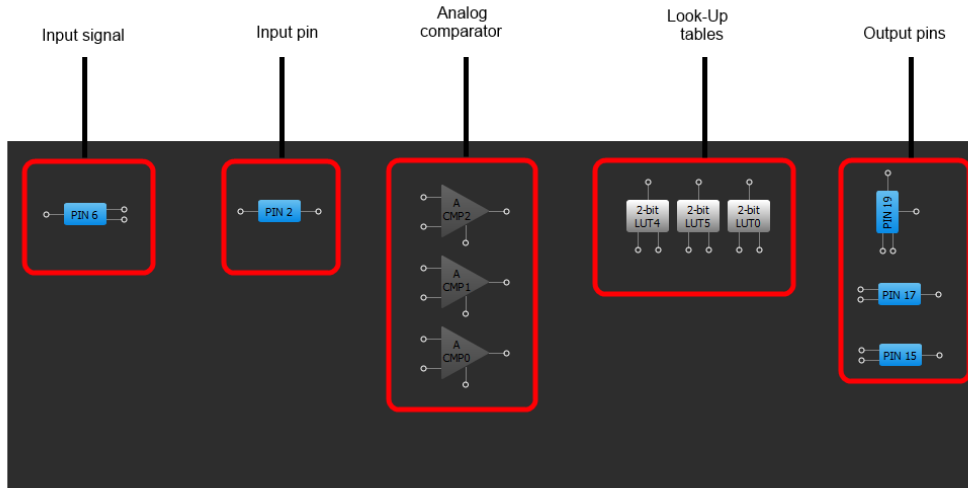 Input signal
Input pin
Analog
comparator
Look-Up
tables
Output pins
PIN 6
PIN 2
A
CMP2
A
CMP1
A
CMP0
2-bit
LUT4
2-bit
LUT5
2-bit
LUT0
PIN 19
PIN 17
PIN 15